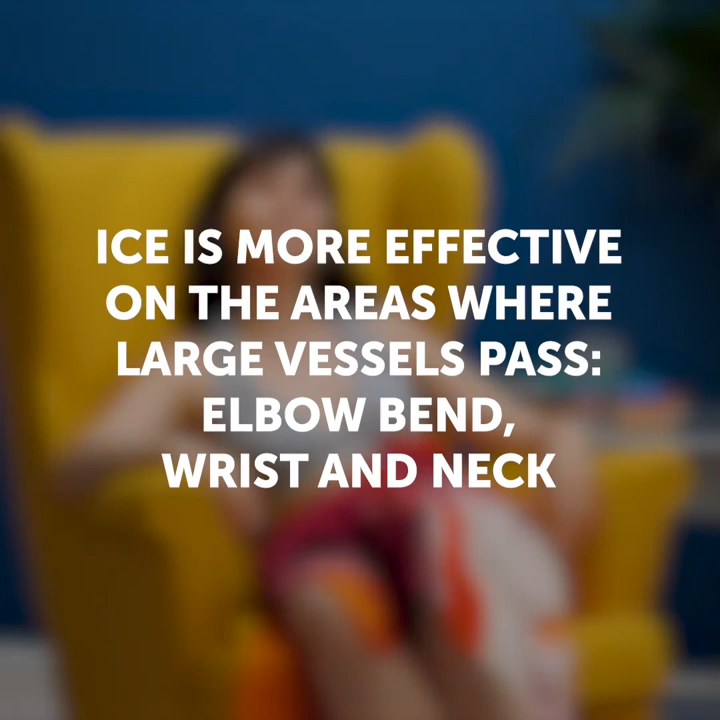 ICE IS MORE EFFECTIVE
ON THE AREAS WHERE
LARGE VESSELS PASS:
ELBOW BEND,
WRIST AND NECK